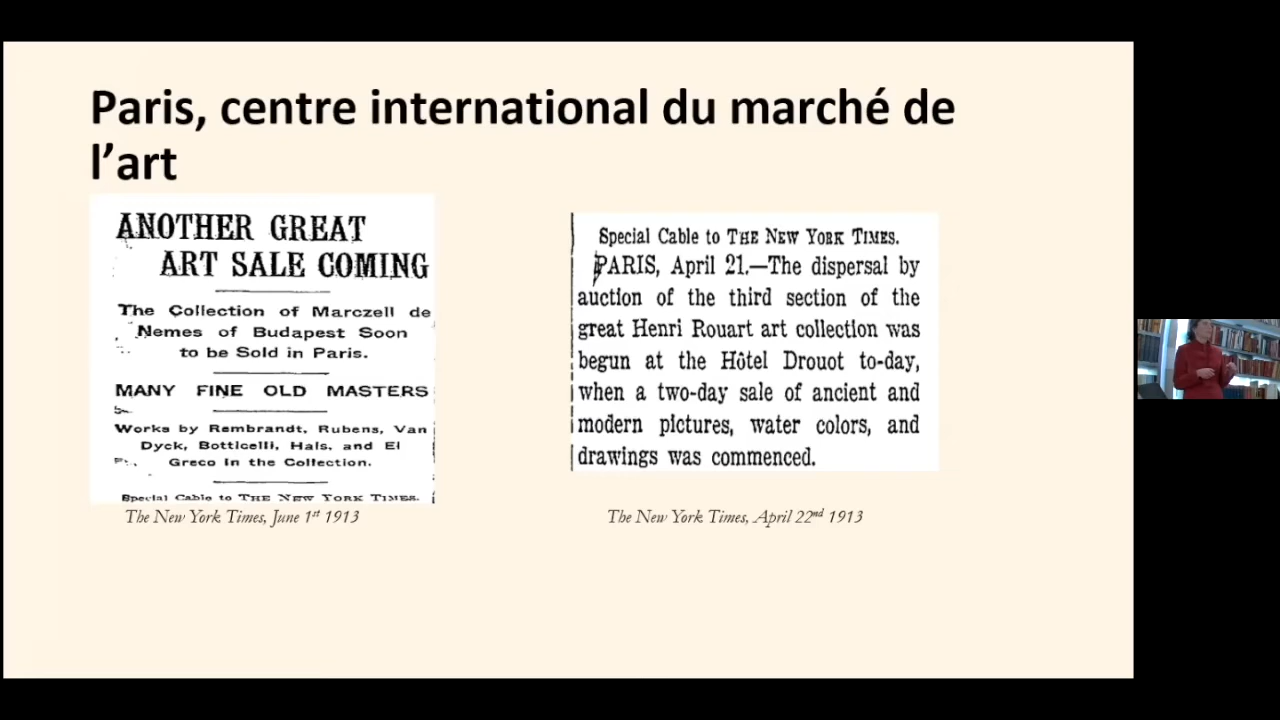 Paris, centre international du marché de
l’art
ANOTHER GREAT
ART SALE COMING
The Collection of Marczell de
Nemes of Budapest Soon
to be Sold in Paris.
MANY FINE OLD MASTERS
Works by Rembrandt, Rubens, Van
Dyck, Botticelli, Hals, and El
Greco in the Collection.
Special Cable to THE NEW YORK TIMES.
The New York Times, June 1st 1913
Special Cable to THE NEW YORK TIMES.
PARIS, April 21.—The dispersal by
auction of the third section of the
great Henri Rouart art collection was
begun at the Hôtel Drouot to-day,
when a two-day sale of ancient and
modern pictures, water colors, and
drawings was commenced.
The New York Times, April 22nd 1913